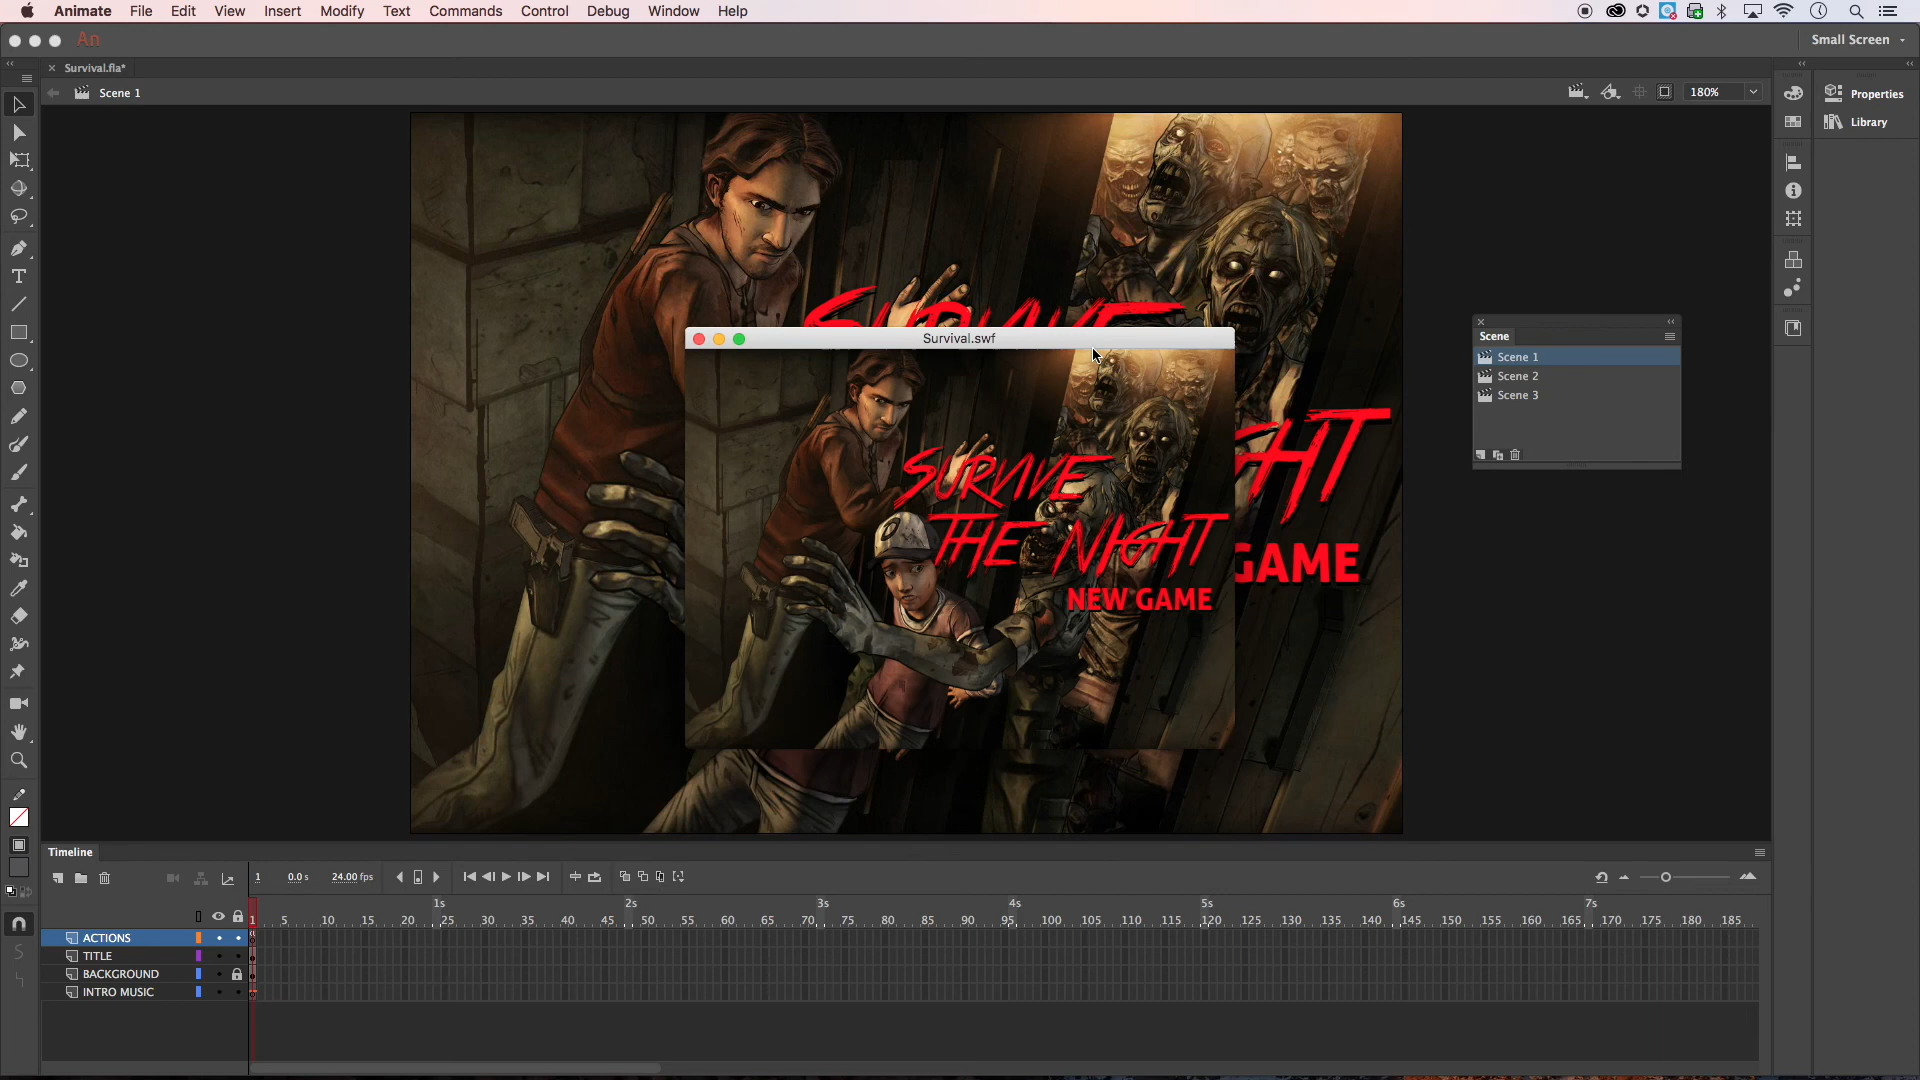 Animate File Edit View Insert Modify Text Commands Control Debug Window Help
An
Small Screen
Survival.fla*
Scene 1
180%
Properties
Library
SURVIVE
NIGHT
GAME
Survival.swf
SURVIVE
THE NIGHT
NEW GAME
Scene
Scene 1
Scene 2
Scene 3
Timeline
1 0.0 s 24.00 fps
1s 2s 3s 4s 5s 6s 7s
1 5 10 15 20 25 30 35 40 45 50 55 60 65 70 75 80 85 90 95 100 105 110 115 120 125 130 135 140 145 150 155 160 165 170 175 180 185
ACTIONS
TITLE
BACKGROUND
INTRO MUSIC